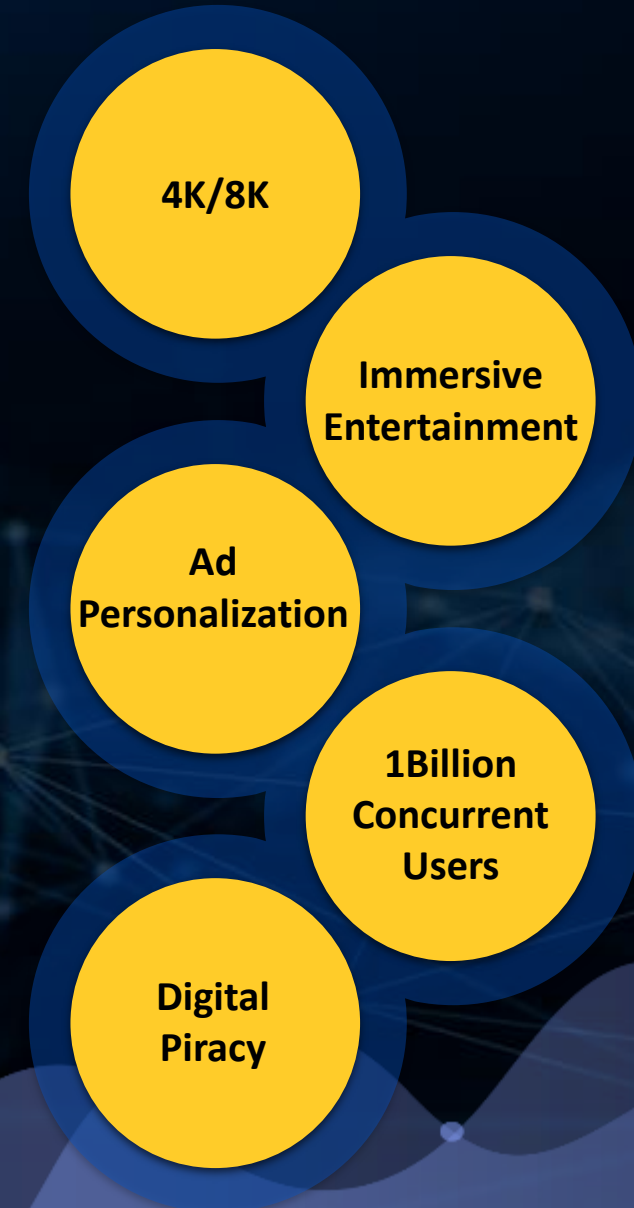 4K/8K
Immersive
Entertainment
Ad
Personalization
1Billion
Concurrent
Users
Digital
Piracy